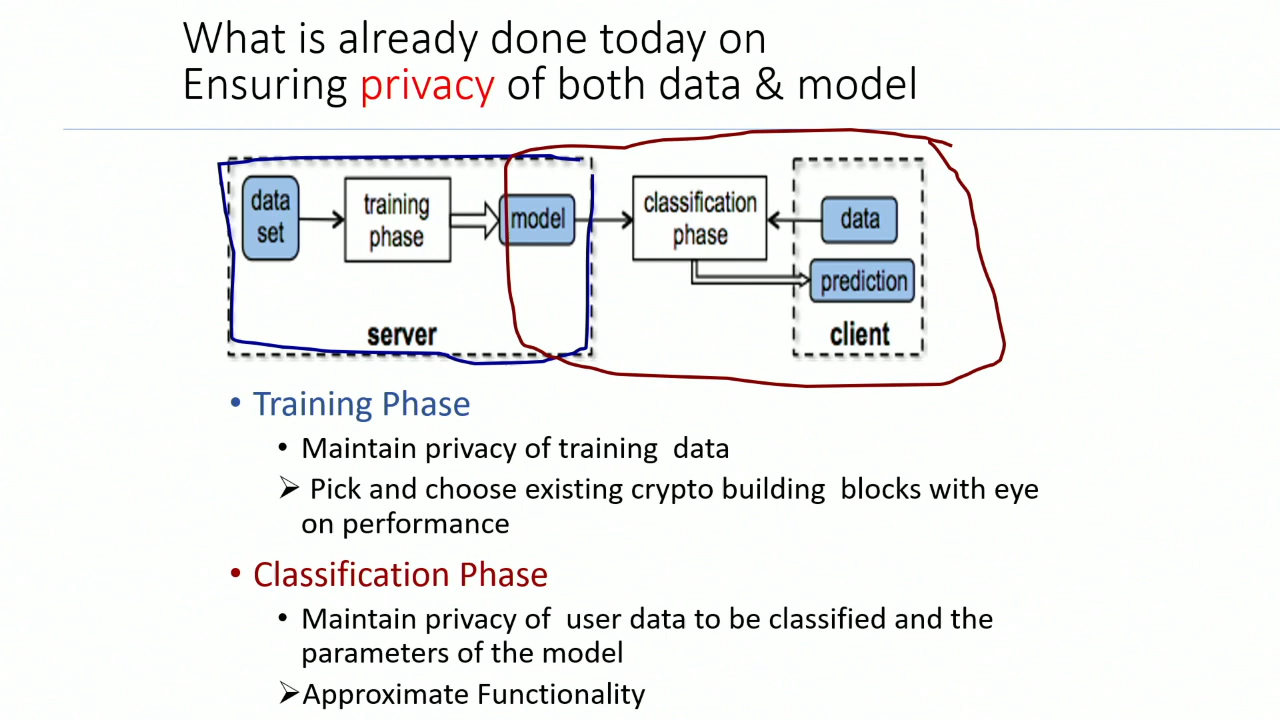 What is already done today on
Ensuring privacy of both data & model
data
set
training
phase
model
classification
phase
data
prediction
server
client
• Training Phase
• Maintain privacy of training data
➢ Pick and choose existing crypto building blocks with eye
on performance
• Classification Phase
• Maintain privacy of user data to be classified and the
parameters of the model
➢Approximate Functionality